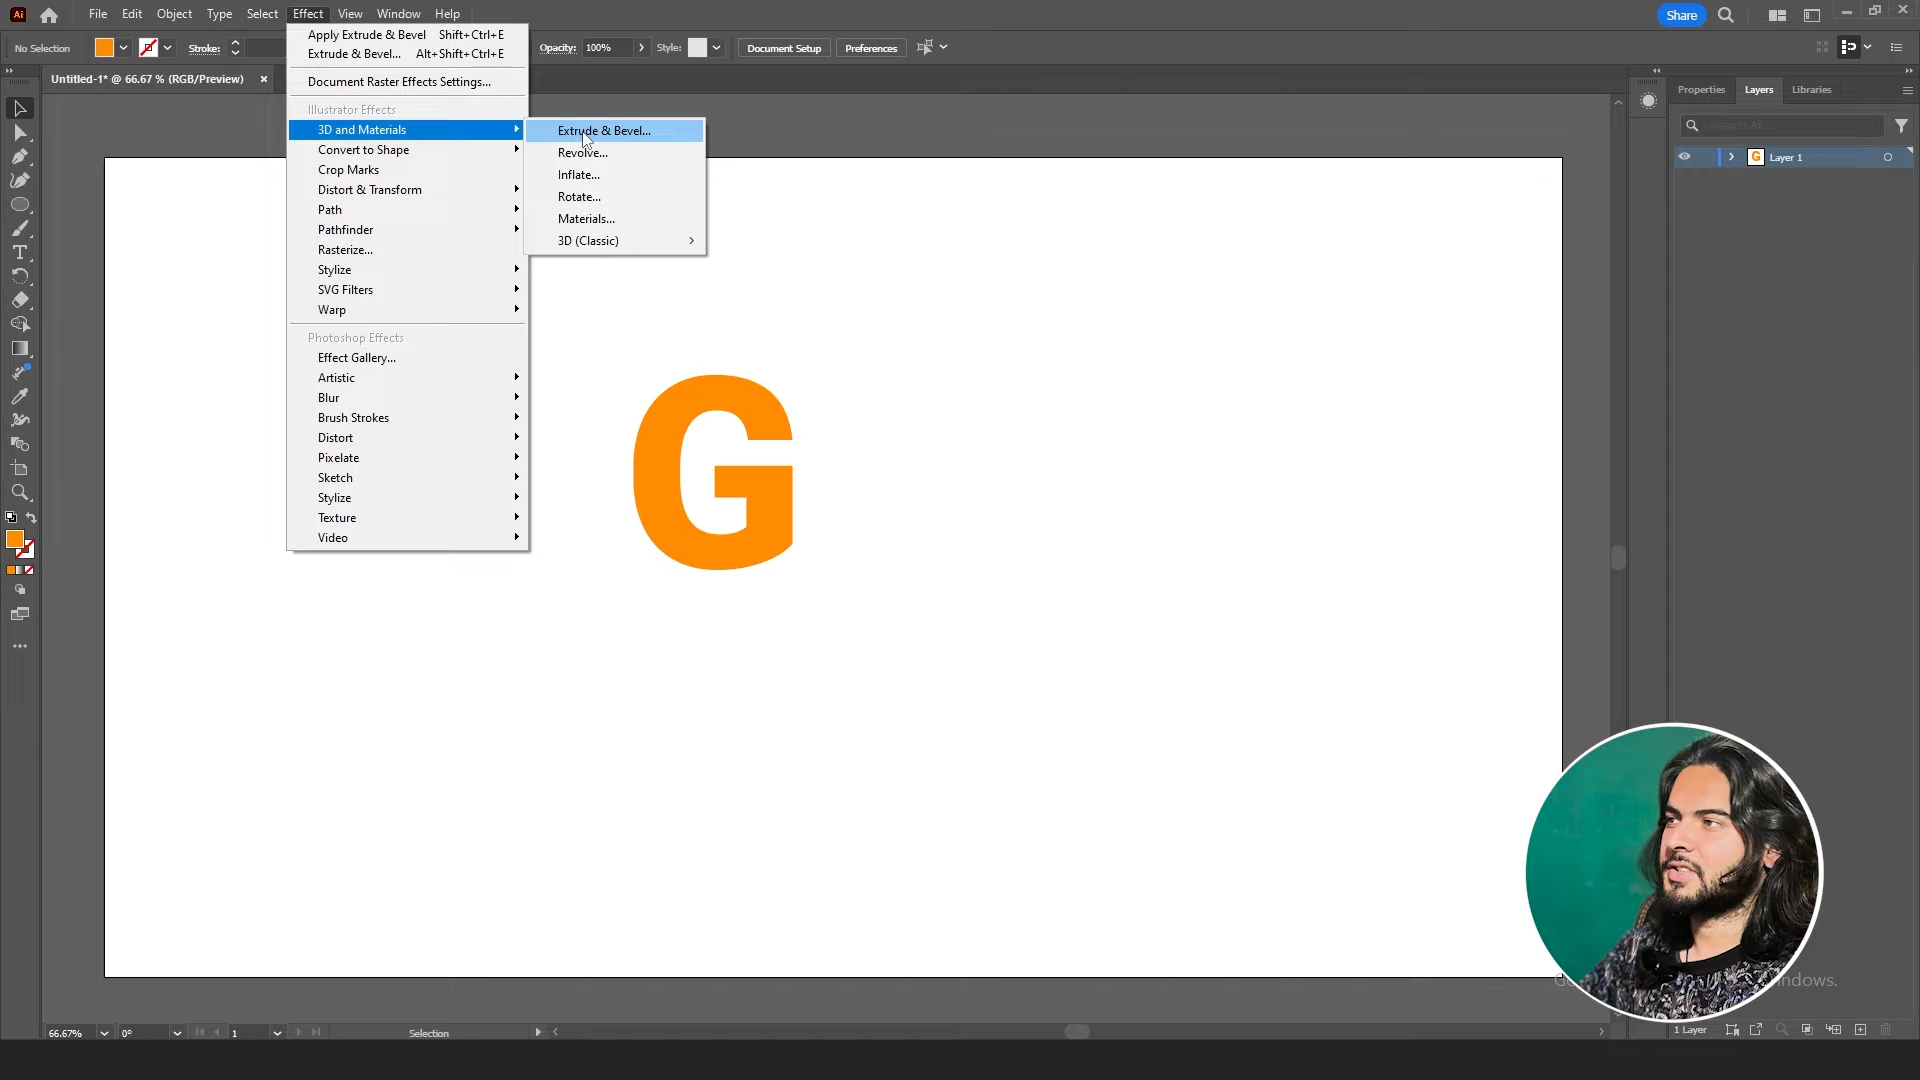 Ai File Edit Object Type Select Effect View Window Help Share
No Selection Stroke: Opacity: 100% Style: Document Setup Preferences
Untitled-1* @ 66.67 % (RGB/Preview) ×
Apply Extrude & Bevel Shift+Ctrl+E
Extrude & Bevel... Alt+Shift+Ctrl+E
Document Raster Effects Settings...
Illustrator Effects
3D and Materials
Convert to Shape
Crop Marks
Distort & Transform
Path
Pathfinder
Rasterize...
Stylize
SVG Filters
Warp
Photoshop Effects
Effect Gallery...
Artistic
Blur
Brush Strokes
Distort
Pixelate
Sketch
Stylize
Texture
Video
Extrude & Bevel...
Revolve...
Inflate...
Rotate...
Materials...
3D (Classic)
G
Properties Layers Libraries
Search All
G Layer 1
66.67% 0° 1 Selection
1 Layer